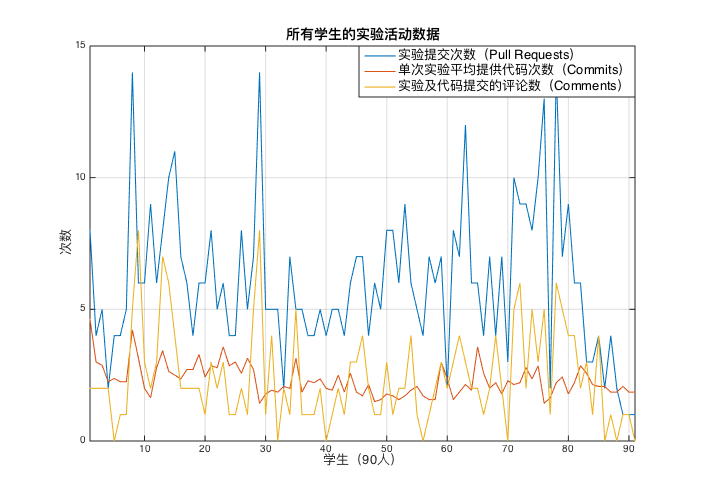 所有学生的实验活动数据
实验提交次数（Pull Requests）
单次实验平均提供代码次数（Commits）
实验及代码提交的评论数（Comments）
15
10
5
0
次数
10 20 30 40 50 60 70 80 90
学生（90人）